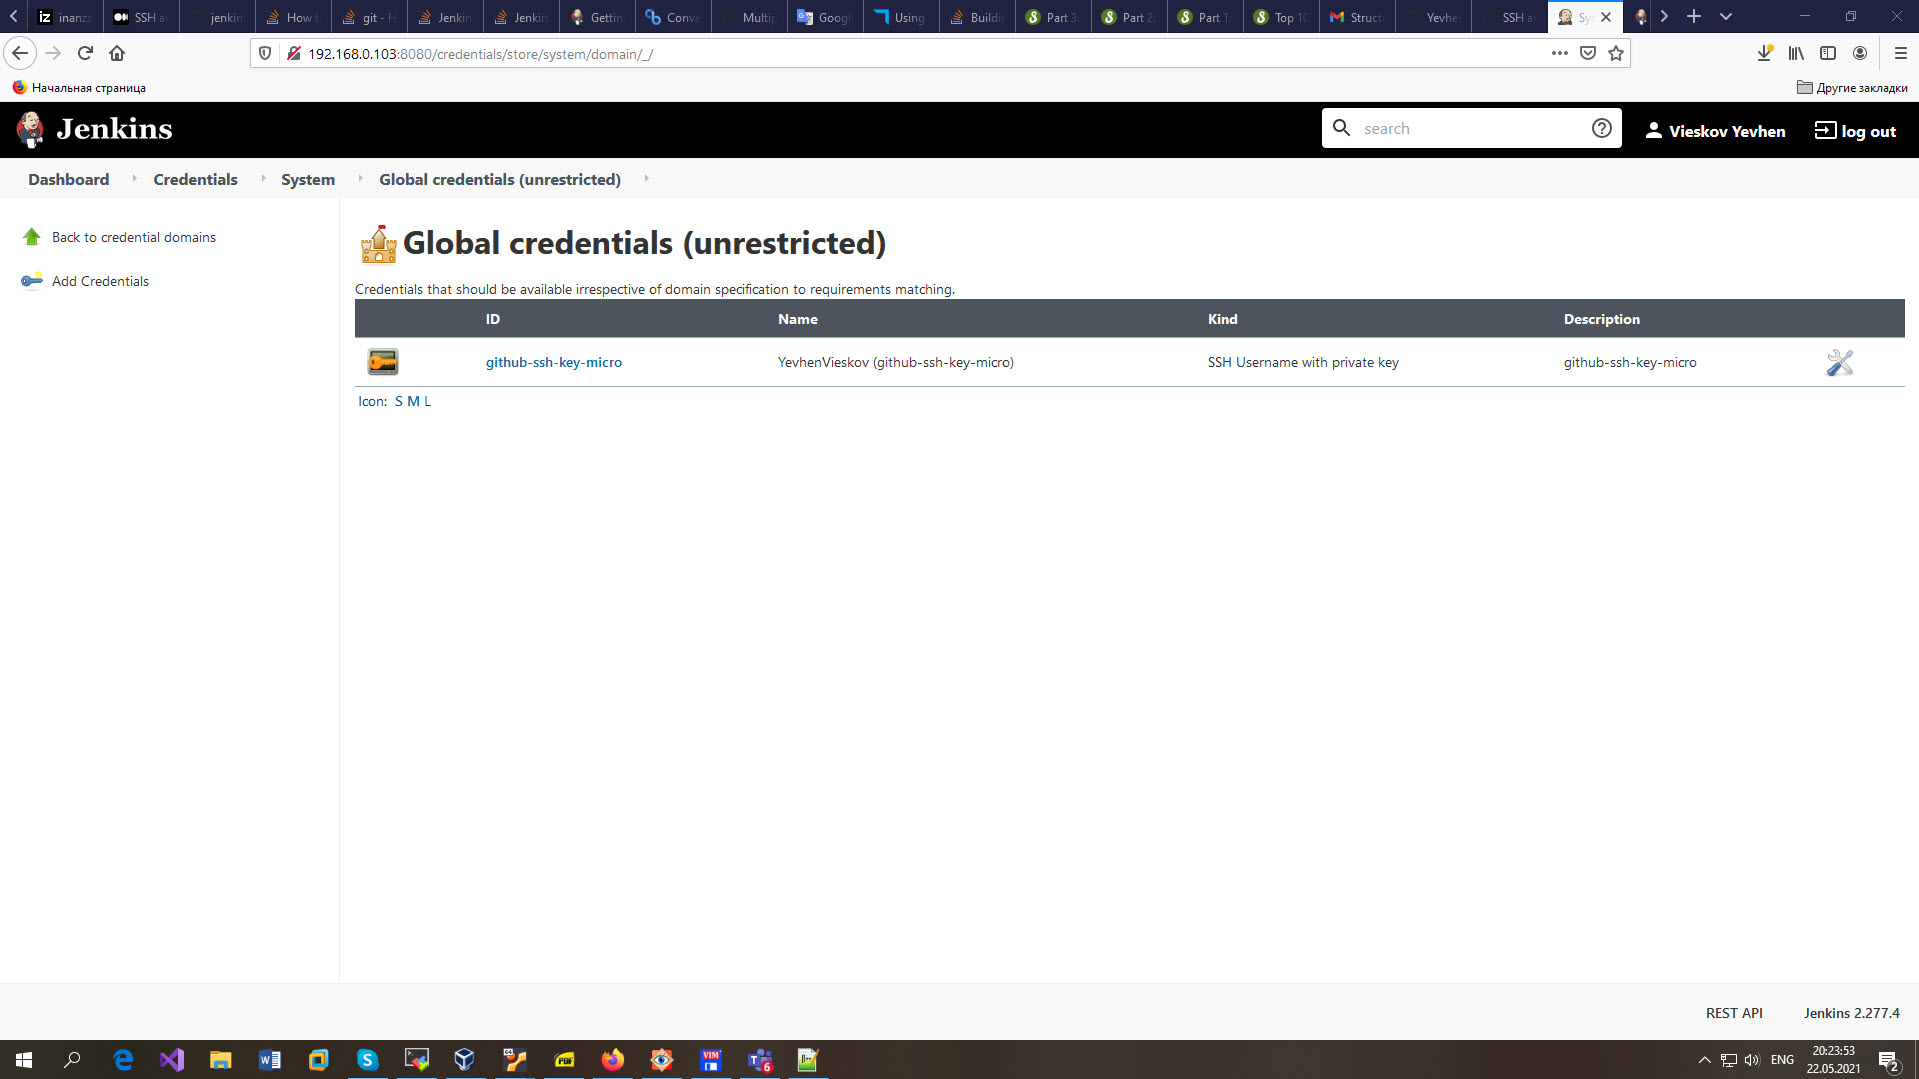 inanz SSH a jenkin How t git - H Jenkin Jenkin Gettin Conve Multip Googl Using Buildi Part 3: Part 2: Part 1: Top 10 Struct Yevhe SSH a Sy
192.168.0.103:8080/credentials/store/system/domain/_/
Начальная страница
Другие закладки
Jenkins
search
Vieskov Yevhen
log out
Dashboard Credentials System Global credentials (unrestricted)
Back to credential domains
Add Credentials
Global credentials (unrestricted)
Credentials that should be available irrespective of domain specification to requirements matching.
ID Name Kind Description
github-ssh-key-micro YevhenVieskov (github-ssh-key-micro) SSH Username with private key github-ssh-key-micro
Icon: S M L
REST API Jenkins 2.277.4
ENG
20:23:53
22.05.2021
2
6